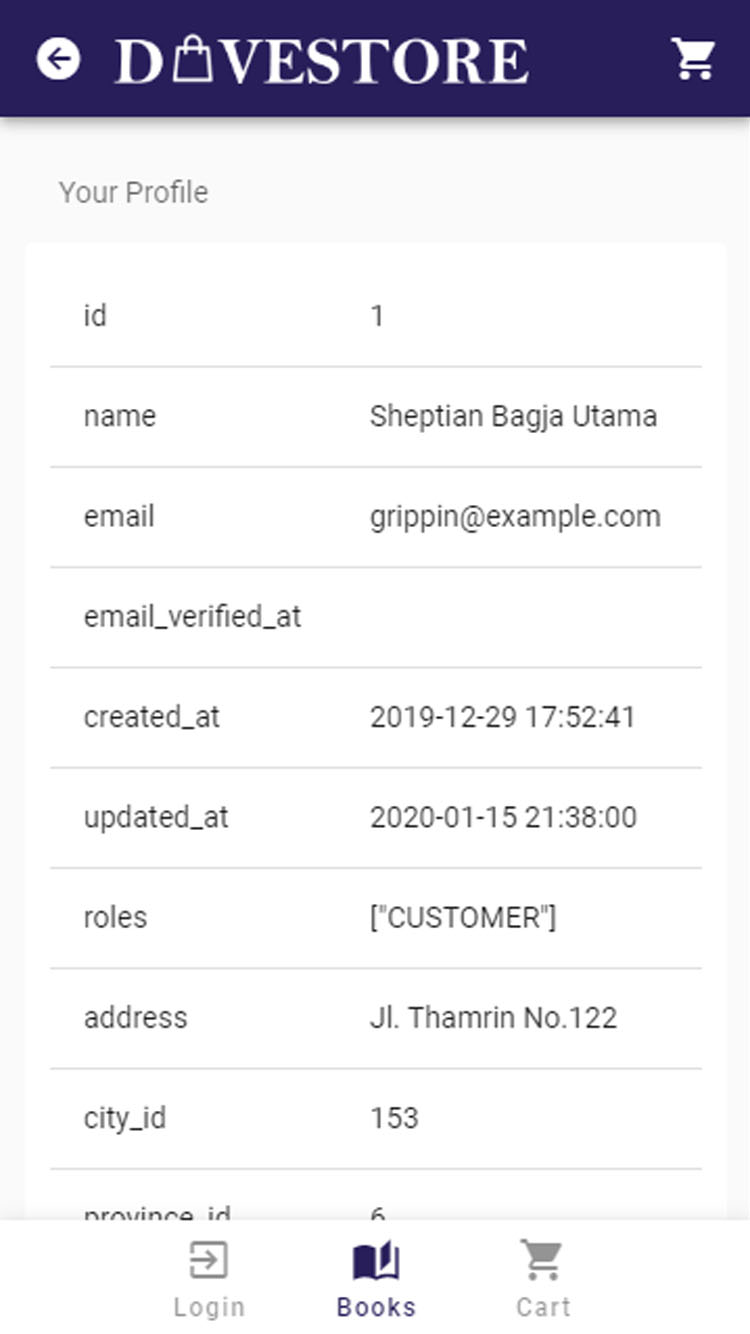 DAVESTORE
Your Profile
id 1
name Sheptian Bagja Utama
email grippin@example.com
email_verified_at
created_at 2019-12-29 17:52:41
updated_at 2020-01-15 21:38:00
roles ["CUSTOMER"]
address Jl. Thamrin No.122
city_id 153
province_id 6
Login Books Cart